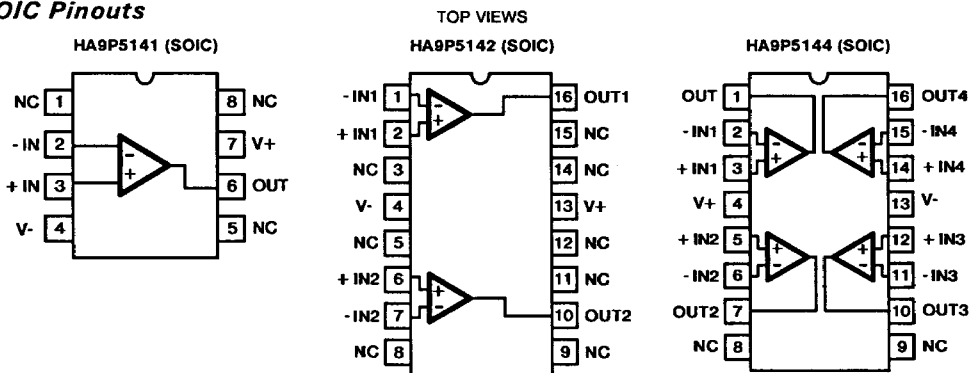 OIC Pinouts
TOP VIEWS
HA9P5141 (SOIC)
NC 1
- IN 2
+ IN 3
V- 4
8 NC
7 V+
6 OUT
5 NC
- +
HA9P5142 (SOIC)
- IN1 1
+ IN1 2
NC 3
V- 4
NC 5
+ IN2 6
- IN2 7
NC 8
16 OUT1
15 NC
14 NC
13 V+
12 NC
11 NC
10 OUT2
9 NC
- +
+ -
HA9P5144 (SOIC)
OUT 1
- IN1 2
+ IN1 3
V+ 4
+ IN2 5
- IN2 6
OUT2 7
NC 8
16 OUT4
15 - IN4
14 + IN4
13 V-
12 + IN3
11 - IN3
10 OUT3
9 NC
- +
- +
+ -
+ -